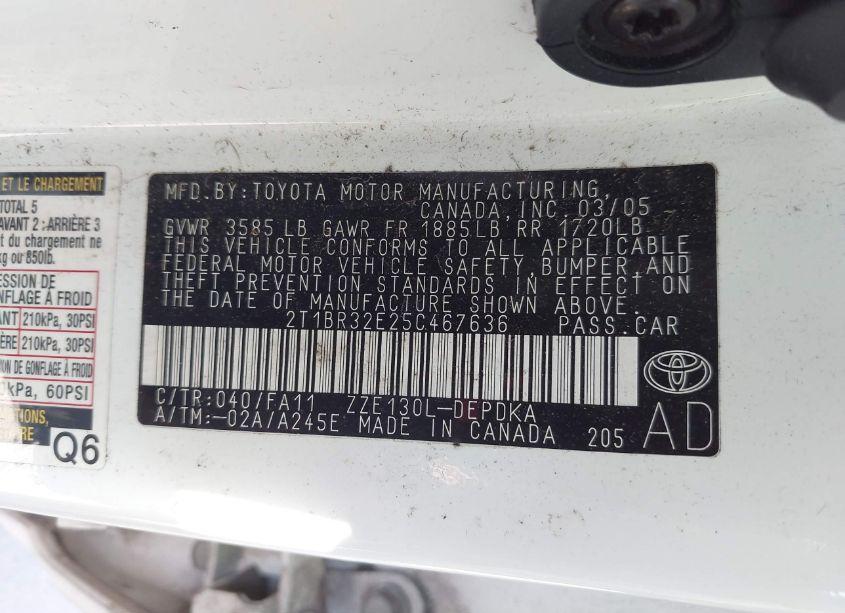 ET LE CHARGEMENT
TOTAL 5
AVANT 2 : ARRIÈRE 3
du chargement ne
kg ou 850lb.
DE
GONFLAGE À FROID
210kPa, 30PSI
210kPa, 30PSI
DE GONFLAGE À FROID
kPa, 60PSI
Q6
MFD. BY: TOYOTA MOTOR MANUFACTURING,
CANADA, INC. 03/05
GVWR 3585 LB GAWR FR 1885LB RR 1720LB
THIS VEHICLE CONFORMS TO ALL APPLICABLE
FEDERAL MOTOR VEHICLE SAFETY, BUMPER, AND
THEFT PREVENTION STANDARDS IN EFFECT ON
THE DATE OF MANUFACTURE SHOWN ABOVE.
2T1BR32E25C467636 PASS. CAR
C/TR: 040/FA11 ZZE130L-DEPDKA
A/TM: -02A/A245E MADE IN CANADA 205
AD